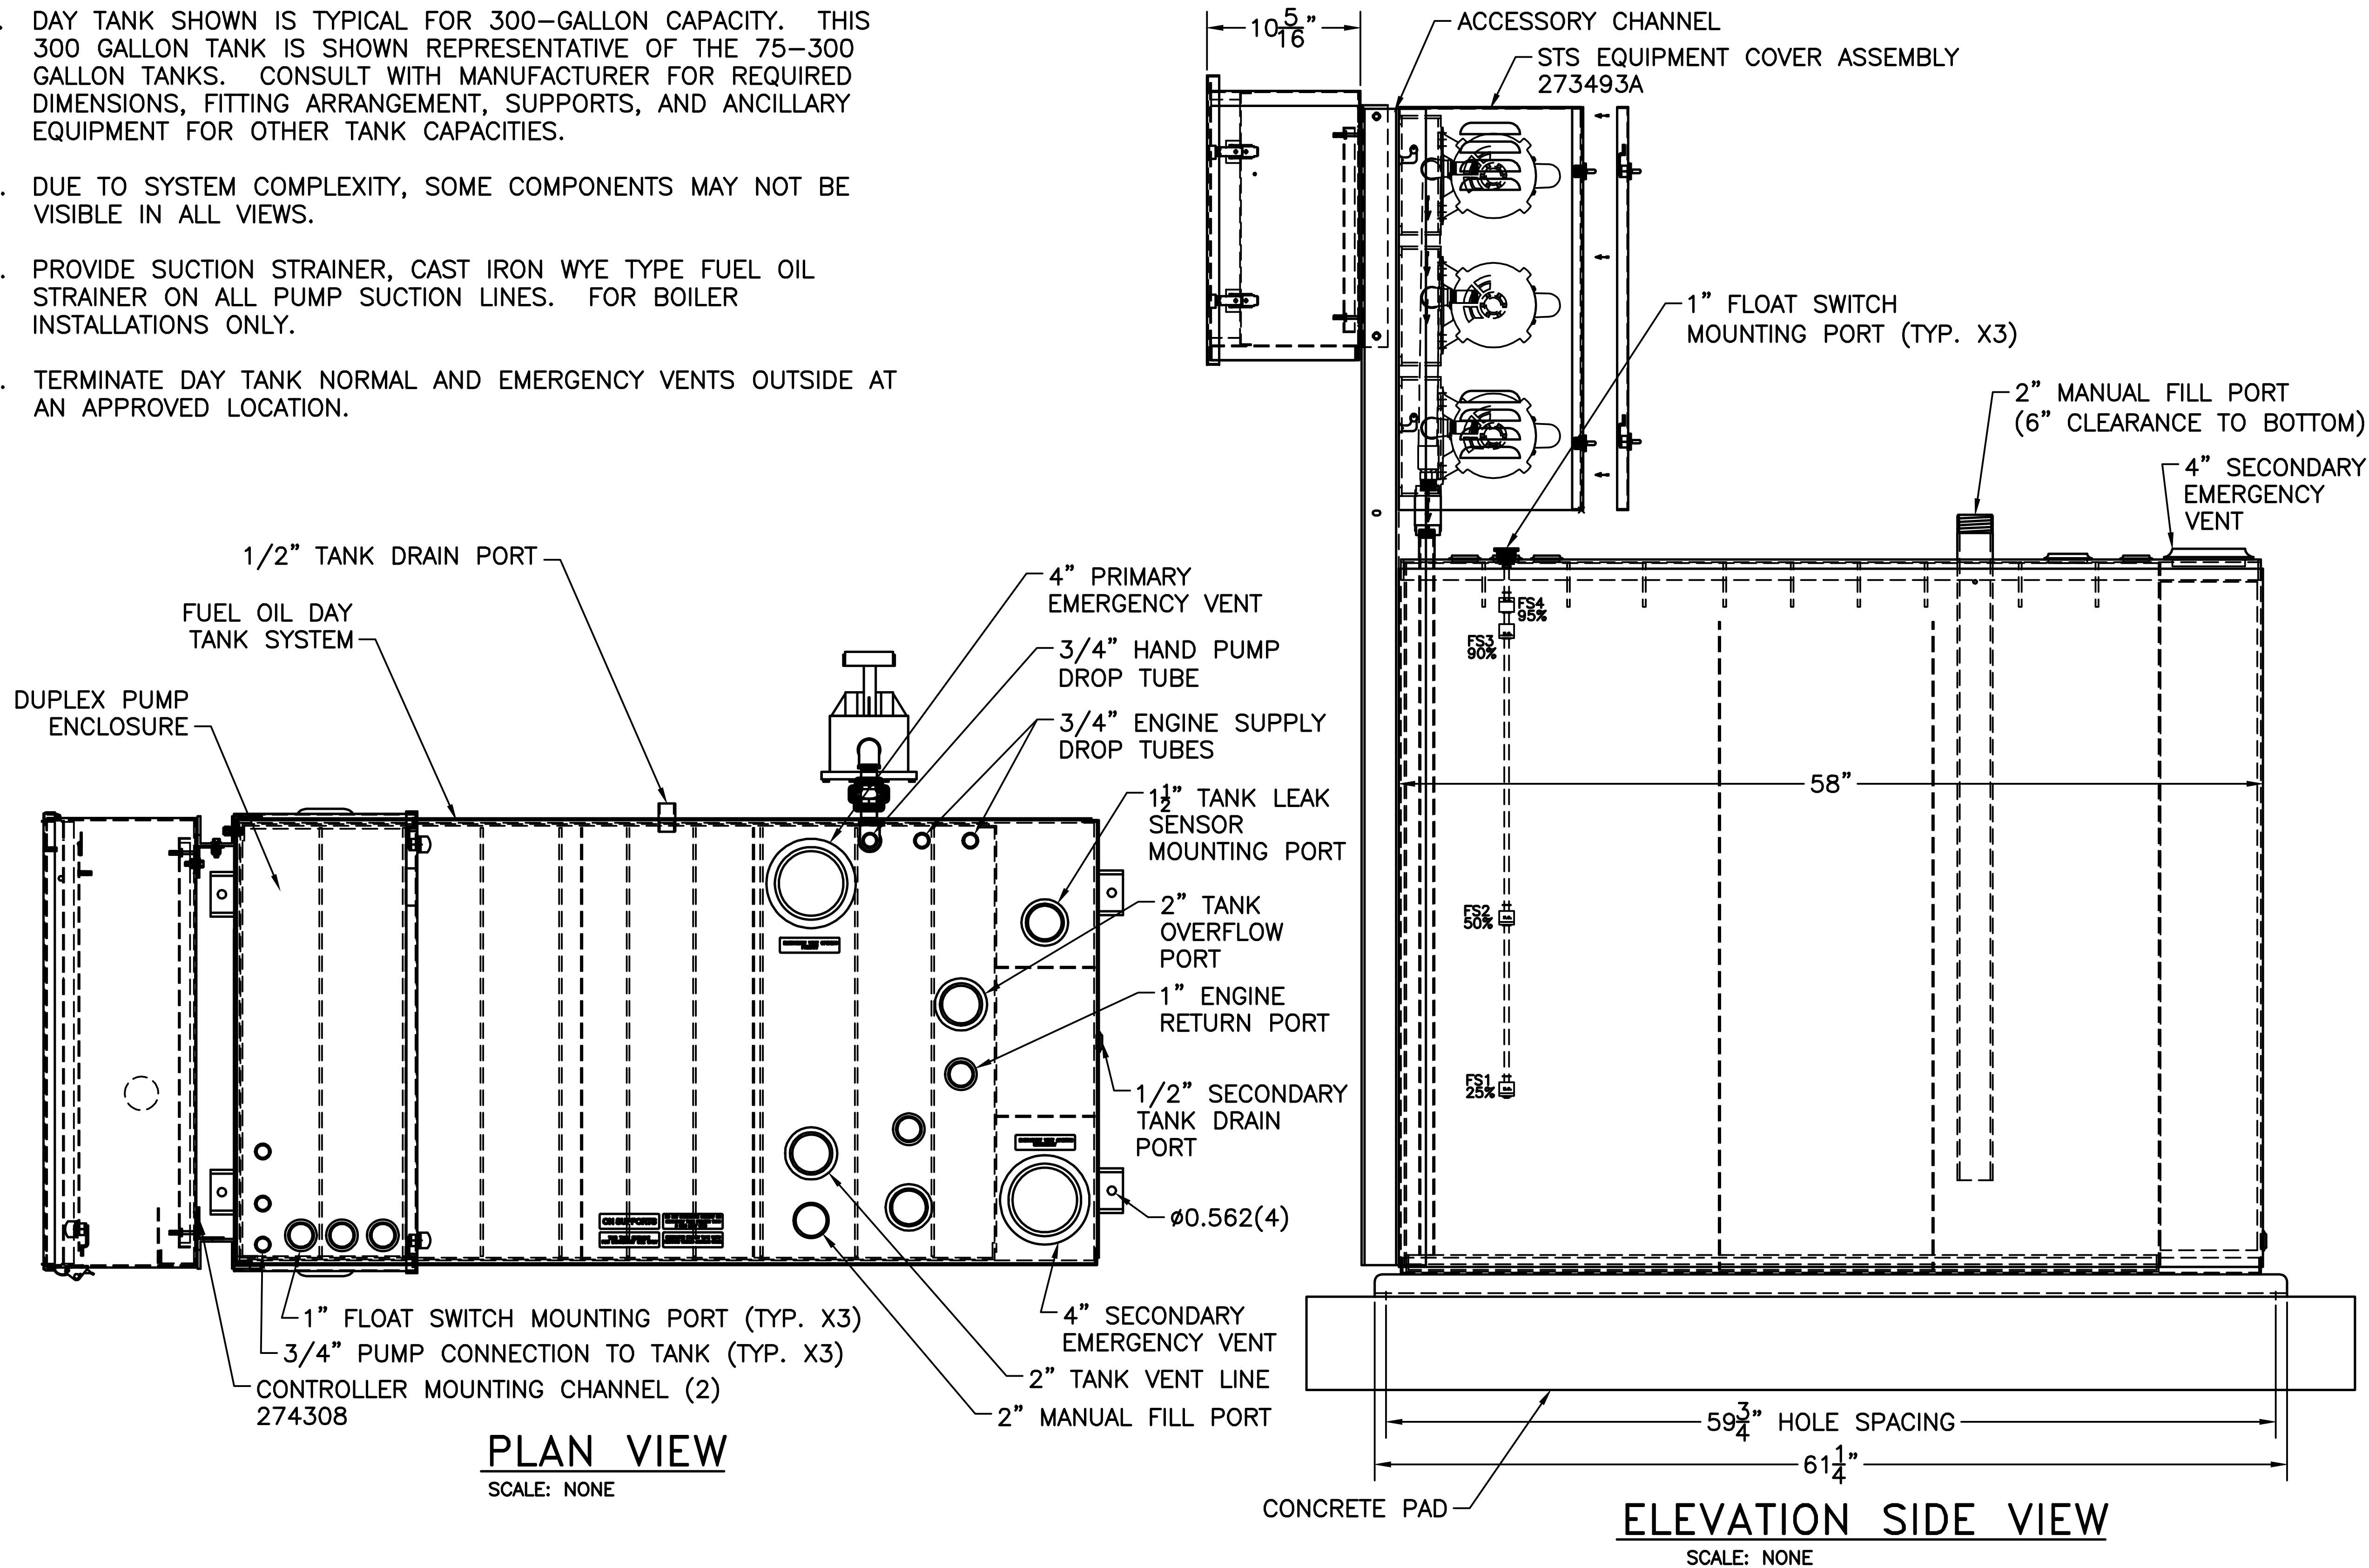 . DAY TANK SHOWN IS TYPICAL FOR 300-GALLON CAPACITY. THIS
300 GALLON TANK IS SHOWN REPRESENTATIVE OF THE 75-300
GALLON TANKS. CONSULT WITH MANUFACTURER FOR REQUIRED
DIMENSIONS, FITTING ARRANGEMENT, SUPPORTS, AND ANCILLARY
EQUIPMENT FOR OTHER TANK CAPACITIES.
. DUE TO SYSTEM COMPLEXITY, SOME COMPONENTS MAY NOT BE
VISIBLE IN ALL VIEWS.
. PROVIDE SUCTION STRAINER, CAST IRON WYE TYPE FUEL OIL
STRAINER ON ALL PUMP SUCTION LINES. FOR BOILER
INSTALLATIONS ONLY.
. TERMINATE DAY TANK NORMAL AND EMERGENCY VENTS OUTSIDE AT
AN APPROVED LOCATION.
1/2" TANK DRAIN PORT
FUEL OIL DAY
TANK SYSTEM
DUPLEX PUMP
ENCLOSURE
4" PRIMARY
EMERGENCY VENT
3/4" HAND PUMP
DROP TUBE
3/4" ENGINE SUPPLY
DROP TUBES
1 1/2" TANK LEAK
SENSOR
MOUNTING PORT
2" TANK
OVERFLOW
PORT
1" ENGINE
RETURN PORT
1/2" SECONDARY
TANK DRAIN
PORT
ø0.562(4)
4" SECONDARY
EMERGENCY VENT
2" TANK VENT LINE
2" MANUAL FILL PORT
1" FLOAT SWITCH MOUNTING PORT (TYP. X3)
3/4" PUMP CONNECTION TO TANK (TYP. X3)
CONTROLLER MOUNTING CHANNEL (2)
274308
PLAN VIEW
SCALE: NONE
10 5/16"
ACCESSORY CHANNEL
STS EQUIPMENT COVER ASSEMBLY
273493A
1" FLOAT SWITCH
MOUNTING PORT (TYP. X3)
2" MANUAL FILL PORT
(6" CLEARANCE TO BOTTOM)
4" SECONDARY
EMERGENCY
VENT
FS4
95%
FS3
90%
58"
FS2
50%
FS1
25%
59 3/4" HOLE SPACING
61 1/4"
CONCRETE PAD
ELEVATION SIDE VIEW
SCALE: NONE